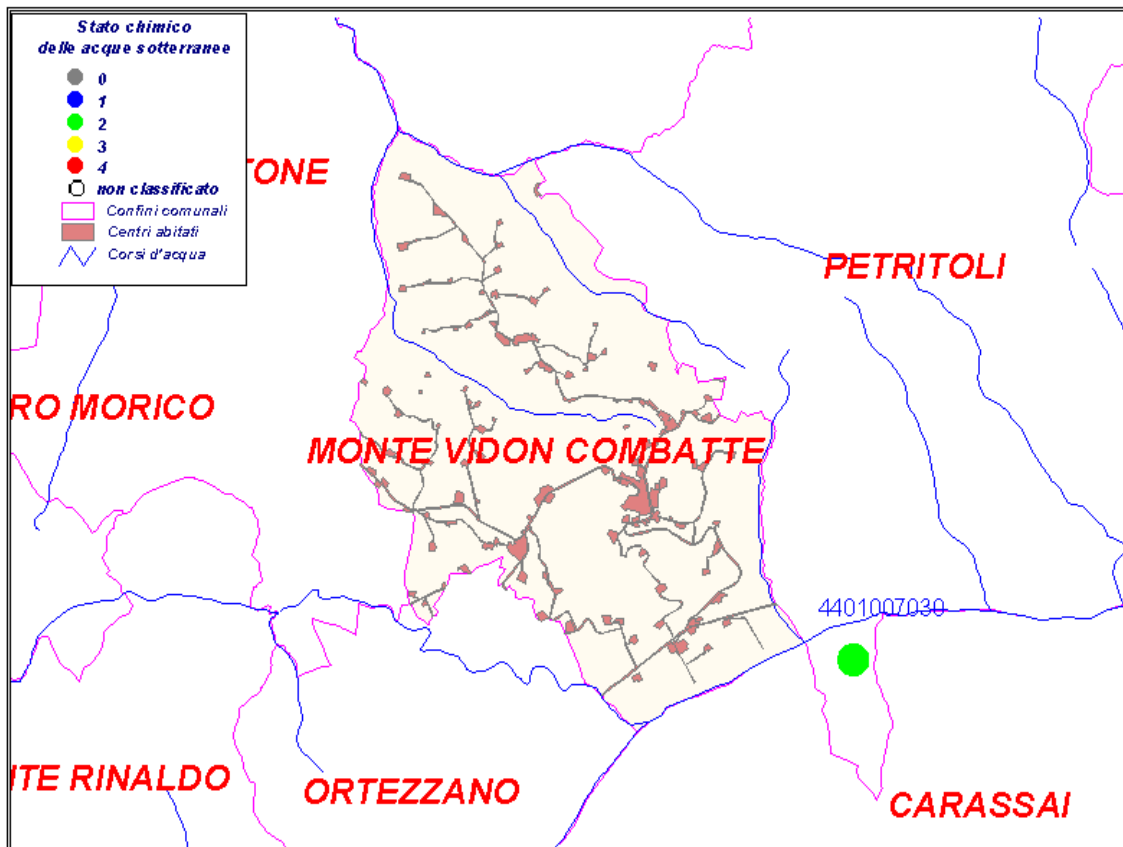 Stato chimico
delle acque sotterranee
0
1
2
3
4
non classificato
Confini comunali
Centri abitati
Corsi d'acqua
TONE
PETRITOLI
RO MORICO
MONTE VIDON COMBATTE
4401007030
ITE RINALDO
ORTEZZANO
CARASSAI